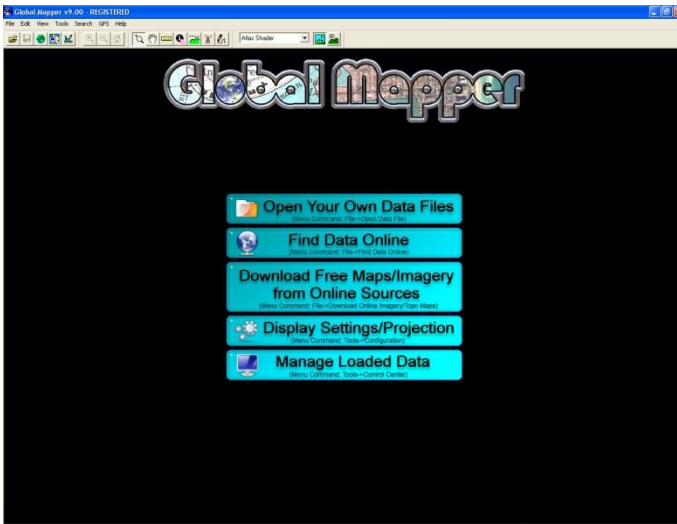 Global Mapper v9.00 - REGISTERED
File Edit View Tools Search GPS Help
Atlas Shader
Global Mapper
Open Your Own Data Files
(Menu Command: File->Open Data File)
Find Data Online
(Menu Command: File->Find Data Online)
Download Free Maps/Imagery
from Online Sources
(Menu Command: File->Download Online Imagery/Topo Maps)
Display Settings/Projection
(Menu Command: Tools->Configuration)
Manage Loaded Data
(Menu Command: Tools->Control Center)